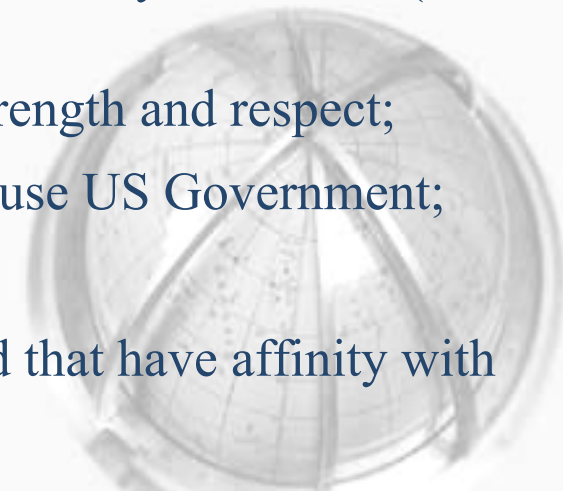 rength and respect;
use US Government;
d that have affinity with